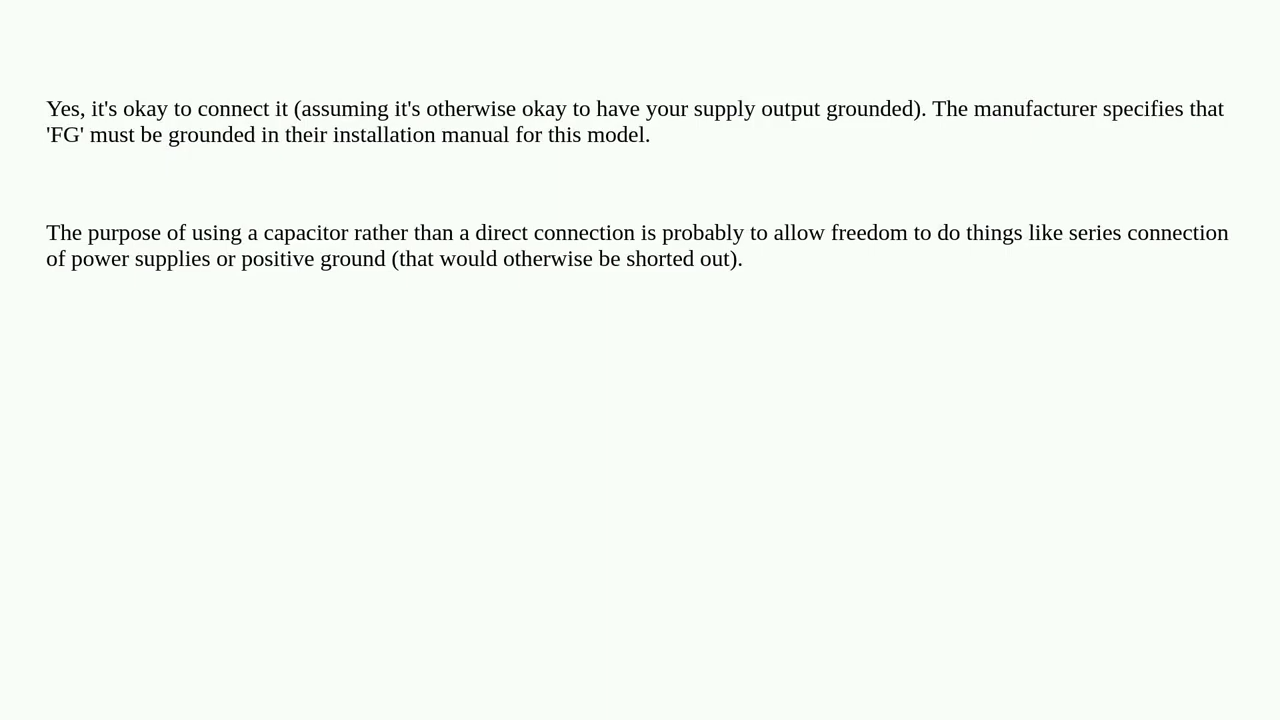 Yes, it's okay to connect it (assuming it's otherwise okay to have your supply output grounded). The manufacturer specifies that
'FG' must be grounded in their installation manual for this model.
The purpose of using a capacitor rather than a direct connection is probably to allow freedom to do things like series connection
of power supplies or positive ground (that would otherwise be shorted out).